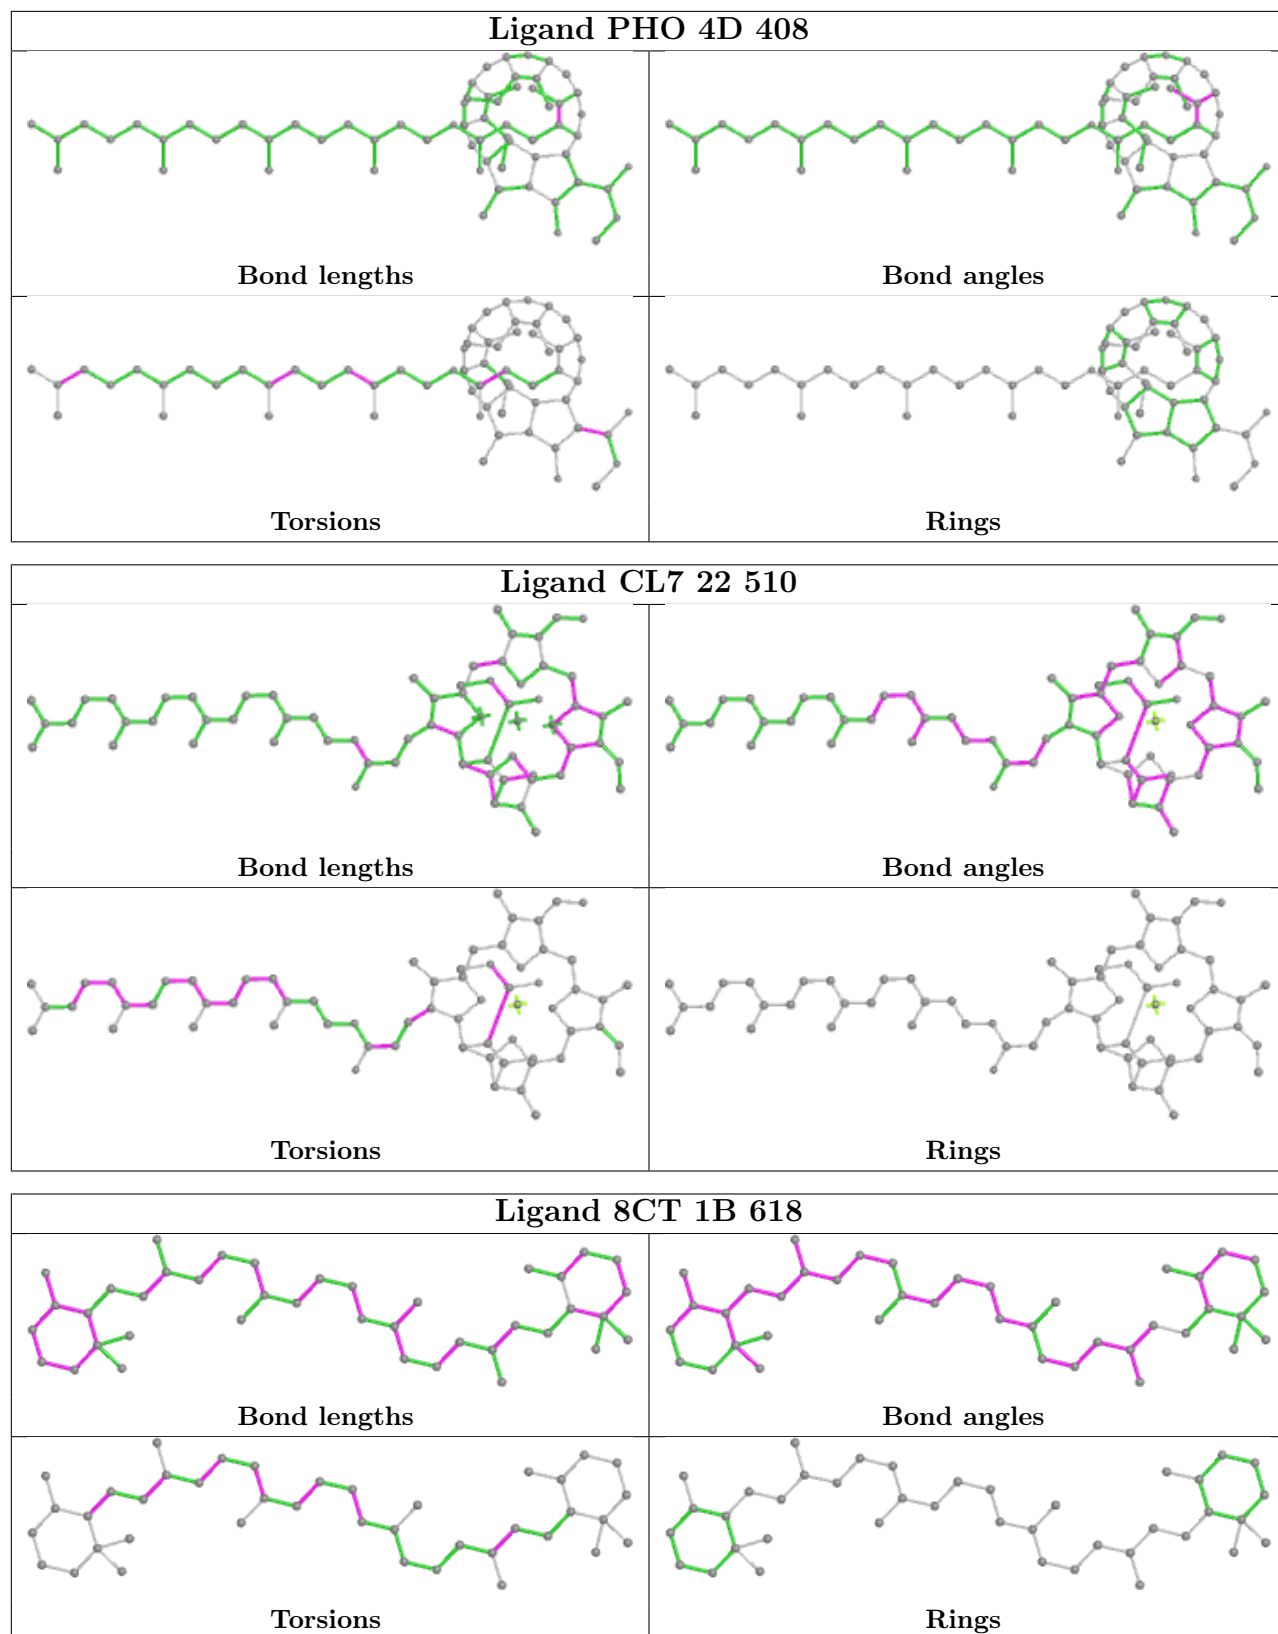 Ligand PHO 4D 408
Bond lengths
Bond angles
Torsions
Rings
Ligand CL7 22 510
Bond lengths
Bond angles
Torsions
Rings
Ligand 8CT 1B 618
Bond lengths
Bond angles
Torsions
Rings